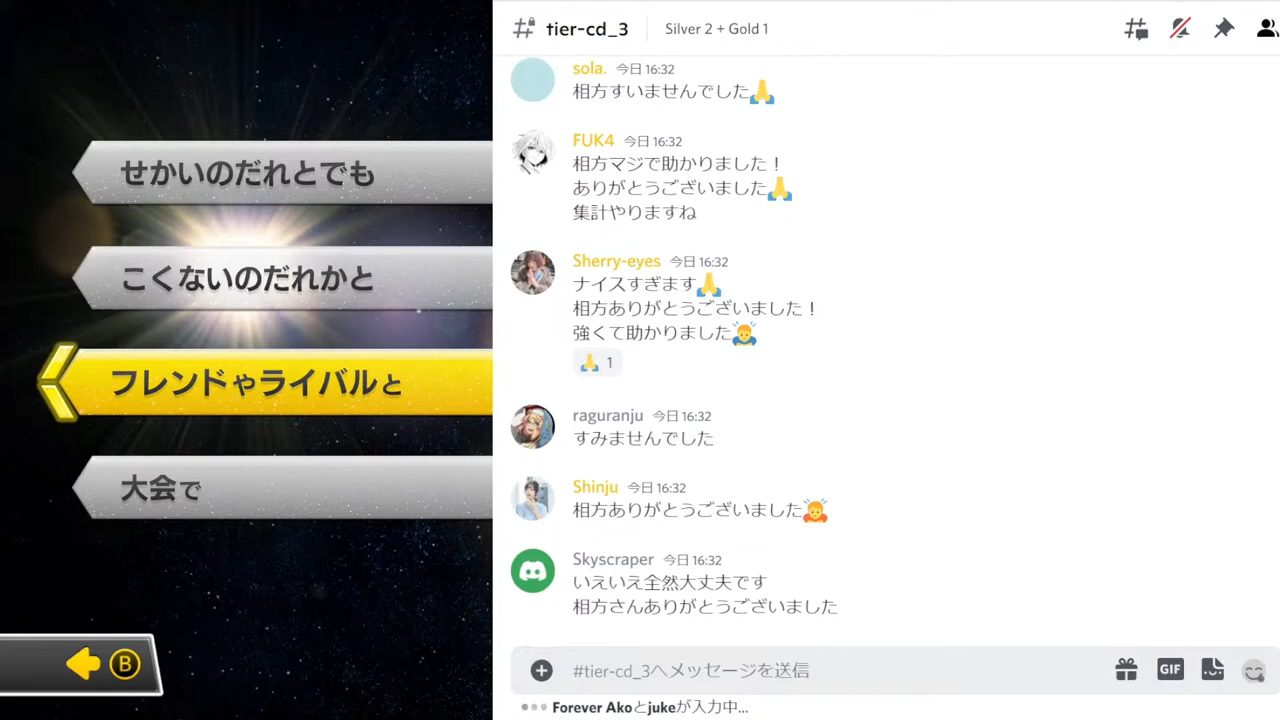 せかいのだれとでも
こくないのだれかと
フレンドやライバルと
大会で
B
tier-cd_3
Silver 2 + Gold 1
sola. 今日 16:32
相方すいませんでした🙏
FUK4 今日 16:32
相方マジで助かりました！
ありがとうございました🙏
集計やりますね
Sherry-eyes 今日 16:32
ナイスすぎます🙏
相方ありがとうございました！
強くて助かりました🙇‍♂️
🙏 1
raguranju 今日 16:32
すみませんでした
Shinju 今日 16:32
相方ありがとうございました🙇
Skyscraper 今日 16:32
いえいえ全然大丈夫です
相方さんありがとうございました
#tier-cd_3へメッセージを送信
GIF
Forever Akoとjukeが入力中...